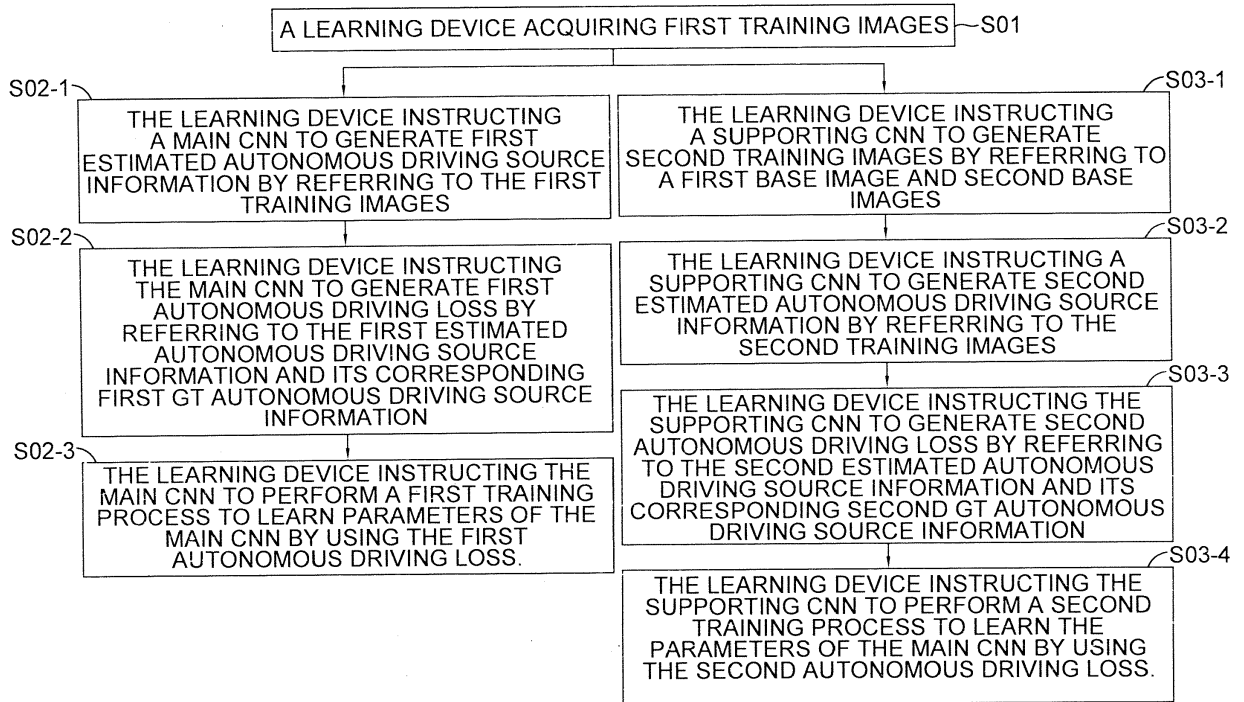 A LEARNING DEVICE ACQUIRING FIRST TRAINING IMAGES
S01
S02-1
THE LEARNING DEVICE INSTRUCTING
A MAIN CNN TO GENERATE FIRST
ESTIMATED AUTONOMOUS DRIVING SOURCE
INFORMATION BY REFERRING TO THE FIRST
TRAINING IMAGES
S02-2
THE LEARNING DEVICE INSTRUCTING
THE MAIN CNN TO GENERATE FIRST
AUTONOMOUS DRIVING LOSS BY
REFERRING TO THE FIRST ESTIMATED
AUTONOMOUS DRIVING SOURCE
INFORMATION AND ITS CORRESPONDING
FIRST GT AUTONOMOUS DRIVING SOURCE
INFORMATION
S02-3
THE LEARNING DEVICE INSTRUCTING THE
MAIN CNN TO PERFORM A FIRST TRAINING
PROCESS TO LEARN PARAMETERS OF THE
MAIN CNN BY USING THE FIRST
AUTONOMOUS DRIVING LOSS.
S03-1
THE LEARNING DEVICE INSTRUCTING
A SUPPORTING CNN TO GENERATE
SECOND TRAINING IMAGES BY REFERRING TO
A FIRST BASE IMAGE AND SECOND BASE
IMAGES
S03-2
THE LEARNING DEVICE INSTRUCTING A
SUPPORTING CNN TO GENERATE SECOND
ESTIMATED AUTONOMOUS DRIVING SOURCE
INFORMATION BY REFERRING TO THE
SECOND TRAINING IMAGES
S03-3
THE LEARNING DEVICE INSTRUCTING THE
SUPPORTING CNN TO GENERATE SECOND
AUTONOMOUS DRIVING LOSS BY REFERRING
TO THE SECOND ESTIMATED AUTONOMOUS
DRIVING SOURCE INFORMATION AND ITS
CORRESPONDING SECOND GT AUTONOMOUS
DRIVING SOURCE INFORMATION
S03-4
THE LEARNING DEVICE INSTRUCTING THE
SUPPORTING CNN TO PERFORM A SECOND
TRAINING PROCESS TO LEARN THE
PARAMETERS OF THE MAIN CNN BY USING
THE SECOND AUTONOMOUS DRIVING LOSS.